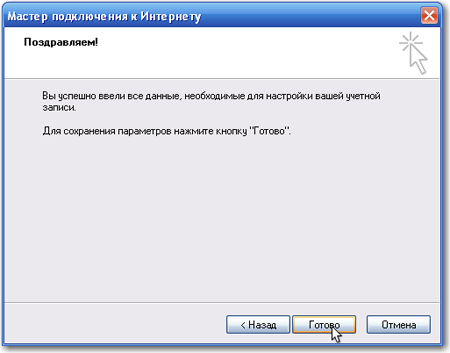 Мастер подключения к Интернету
Поздравляем!
Вы успешно ввели все данные, необходимые для настройки вашей учетной
записи.
Для сохранения параметров нажмите кнопку "Готово".
< Назад Готово Отмена